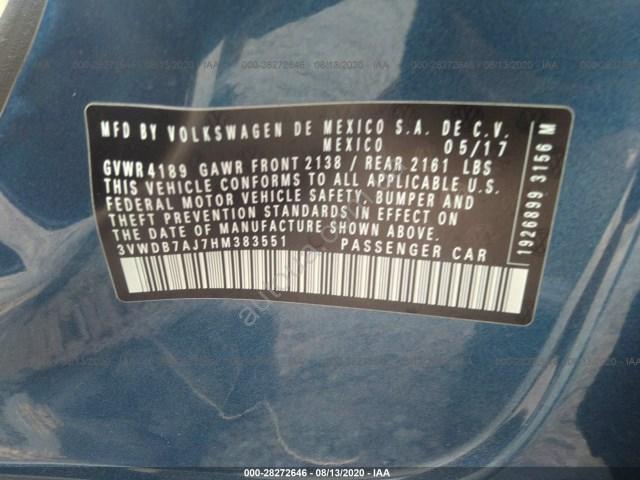 MFD BY VOLKSWAGEN DE MEXICO S.A. DE C.V.
MEXICO 05/17
GVWR 4189 GAWR FRONT 2138 / REAR 2161 LBS
THIS VEHICLE CONFORMS TO ALL APPLICABLE U.S.
FEDERAL MOTOR VEHICLE SAFETY, BUMPER AND
THEFT PREVENTION STANDARDS IN EFFECT ON
THE DATE OF MANUFACTURE SHOWN ABOVE.
3VWDB7AJ7HM383551 PASSENGER CAR
1926899 3156 M
000-28272646 / 08/13/2020 - IAA